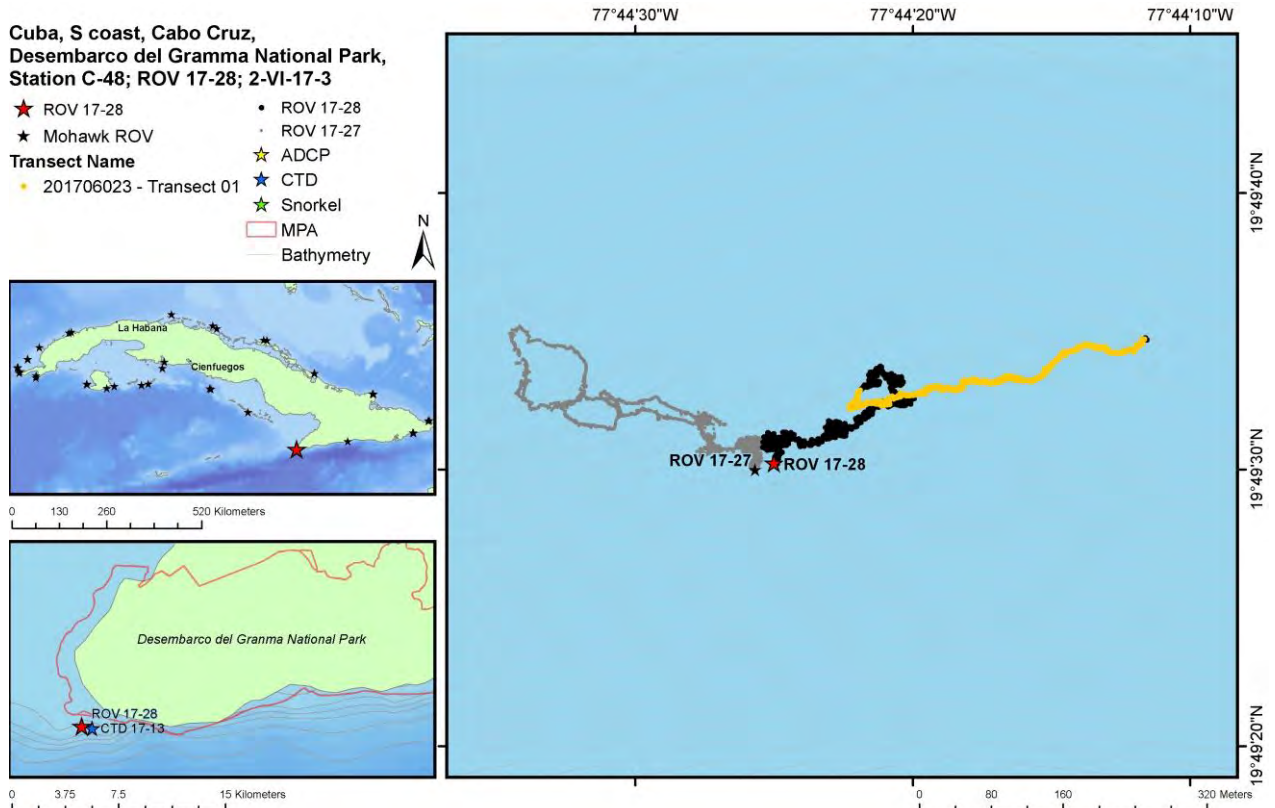 Cuba, S coast, Cabo Cruz,
Desembarco del Gramma National Park,
Station C-48; ROV 17-28; 2-VI-17-3
ROV 17-28
Mohawk ROV
Transect Name
201706023 - Transect 01
ROV 17-28
ROV 17-27
ADCP
CTD
Snorkel
MPA
Bathymetry
N
La Habana
Cienfuegos
0 130 260 520 Kilometers
Desembarco del Granma National Park
ROV 17-28
CTD 17-13
0 3.75 7.5 15 Kilometers
77°44'30"W 77°44'20"W 77°44'10"W
19°49'40"N
19°49'30"N
19°49'20"N
ROV 17-27
ROV 17-28
0 80 160 320 Meters